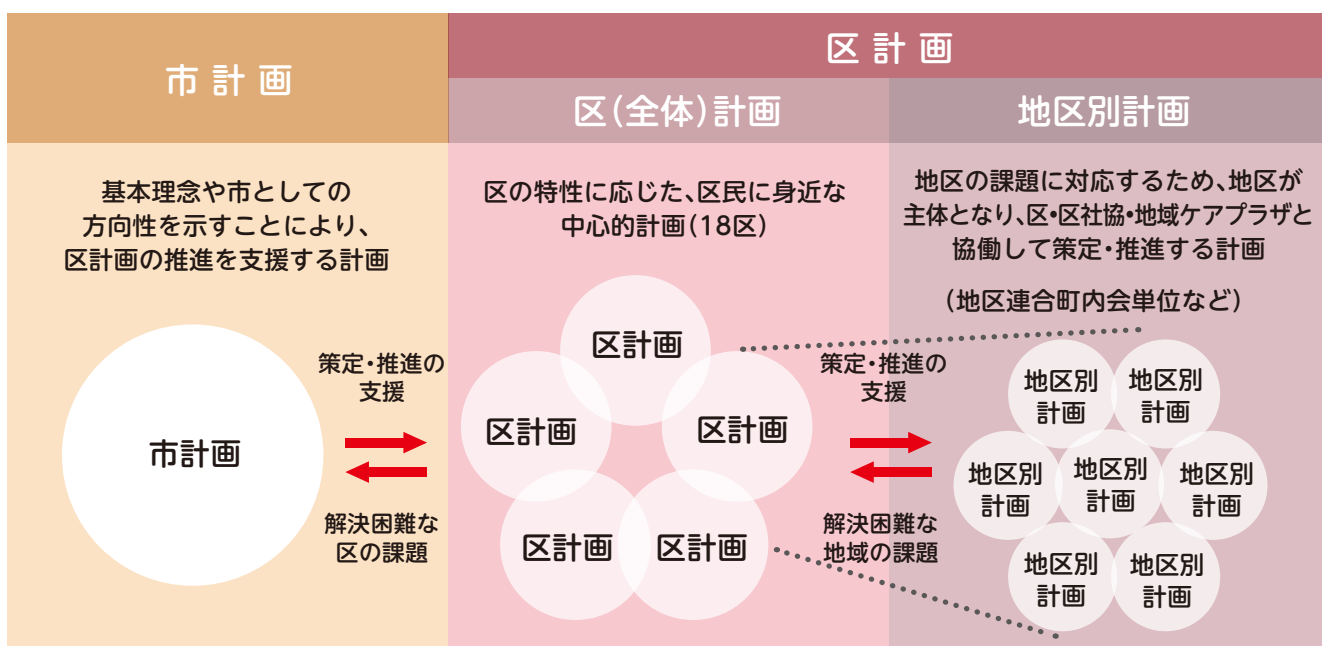 市計画
区計画
区(全体)計画
地区別計画
基本理念や市としての
方向性を示すことにより、
区計画の推進を支援する計画
市計画
策定・推進の
支援
解決困難な
区の課題
区の特性に応じた、区民に身近な
中心的計画(18区)
区計画
区計画
区計画
区計画
区計画
策定・推進の
支援
解決困難な
地域の課題
地区の課題に対応するため、地区が
主体となり、区・区社協・地域ケアプラザと
協働して策定・推進する計画
(地区連合町内会単位など)
地区別
計画
地区別
計画
地区別
計画
地区別
計画
地区別
計画
地区別
計画
地区別
計画